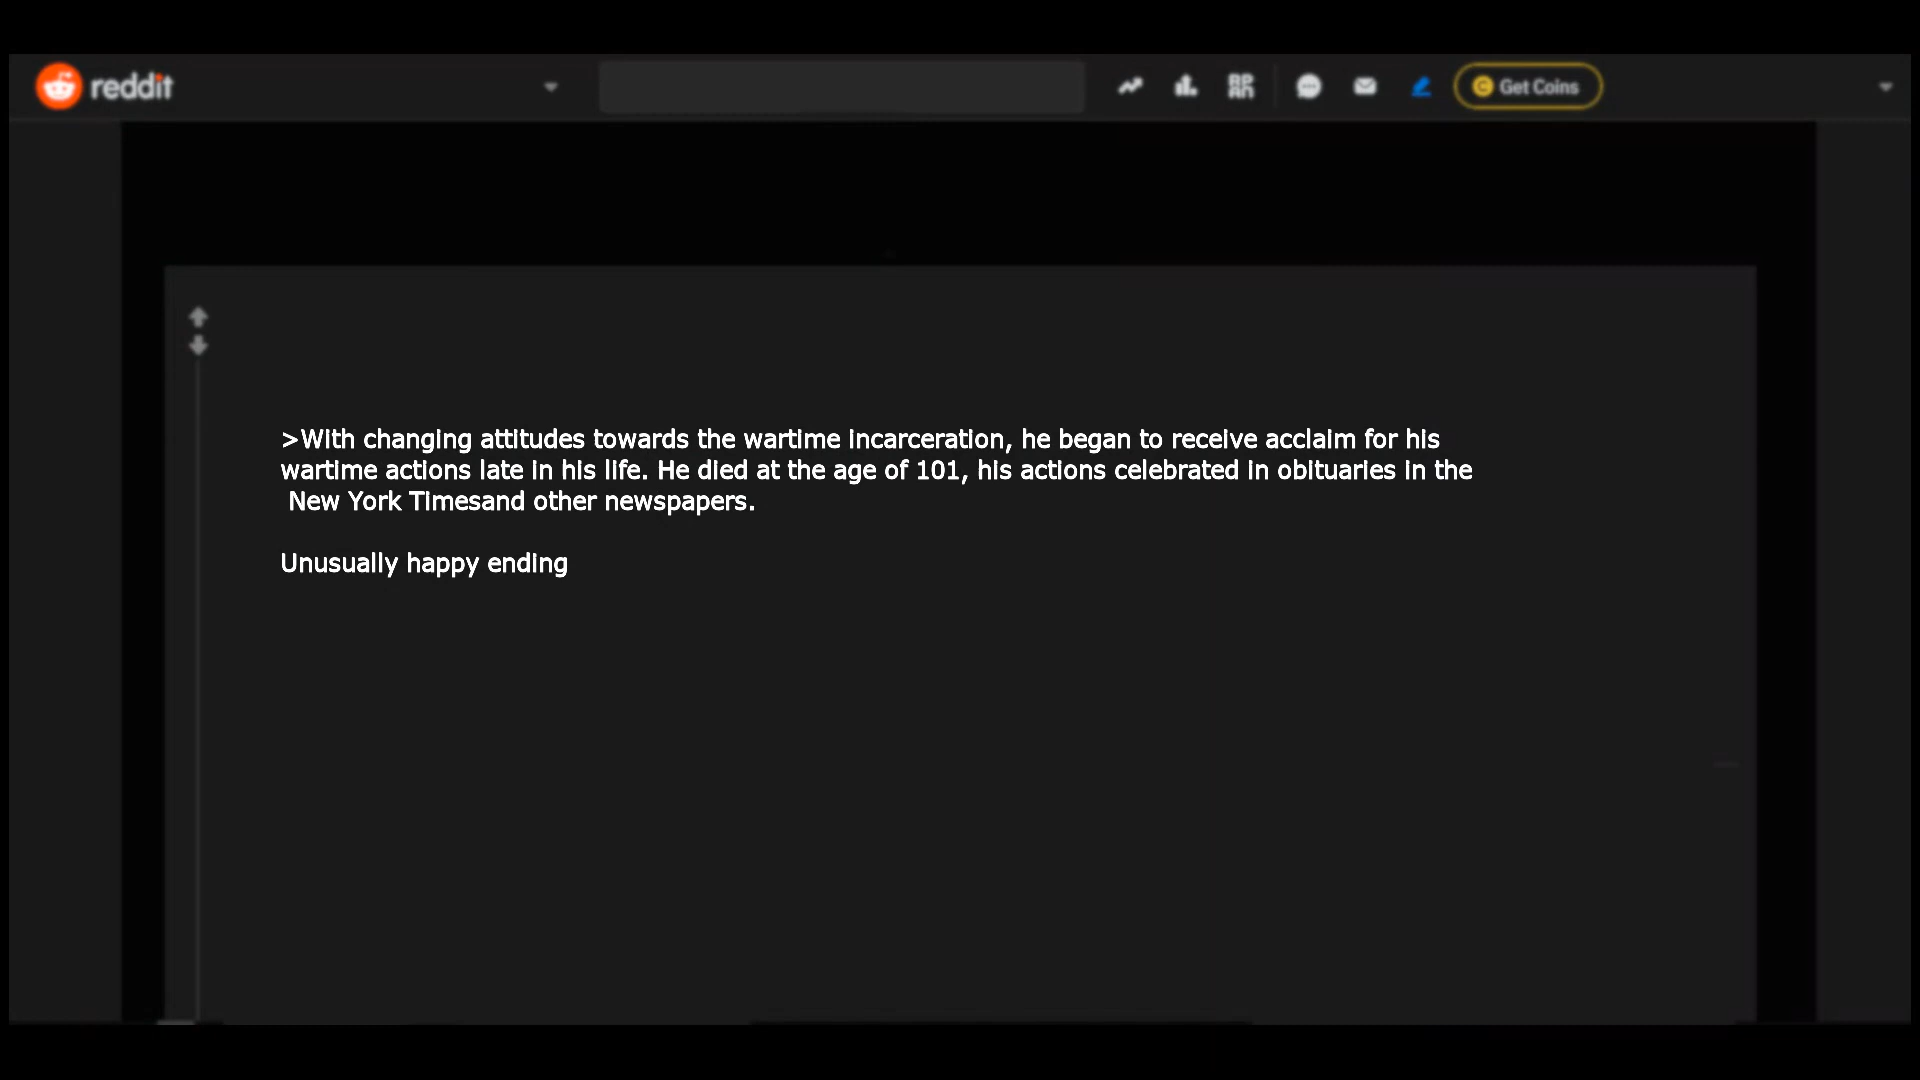 reddit
Get Coins
>With changing attitudes towards the wartime incarceration, he began to receive acclaim for his
wartime actions late in his life. He died at the age of 101, his actions celebrated in obituaries in the
New York Timesand other newspapers.
Unusually happy ending